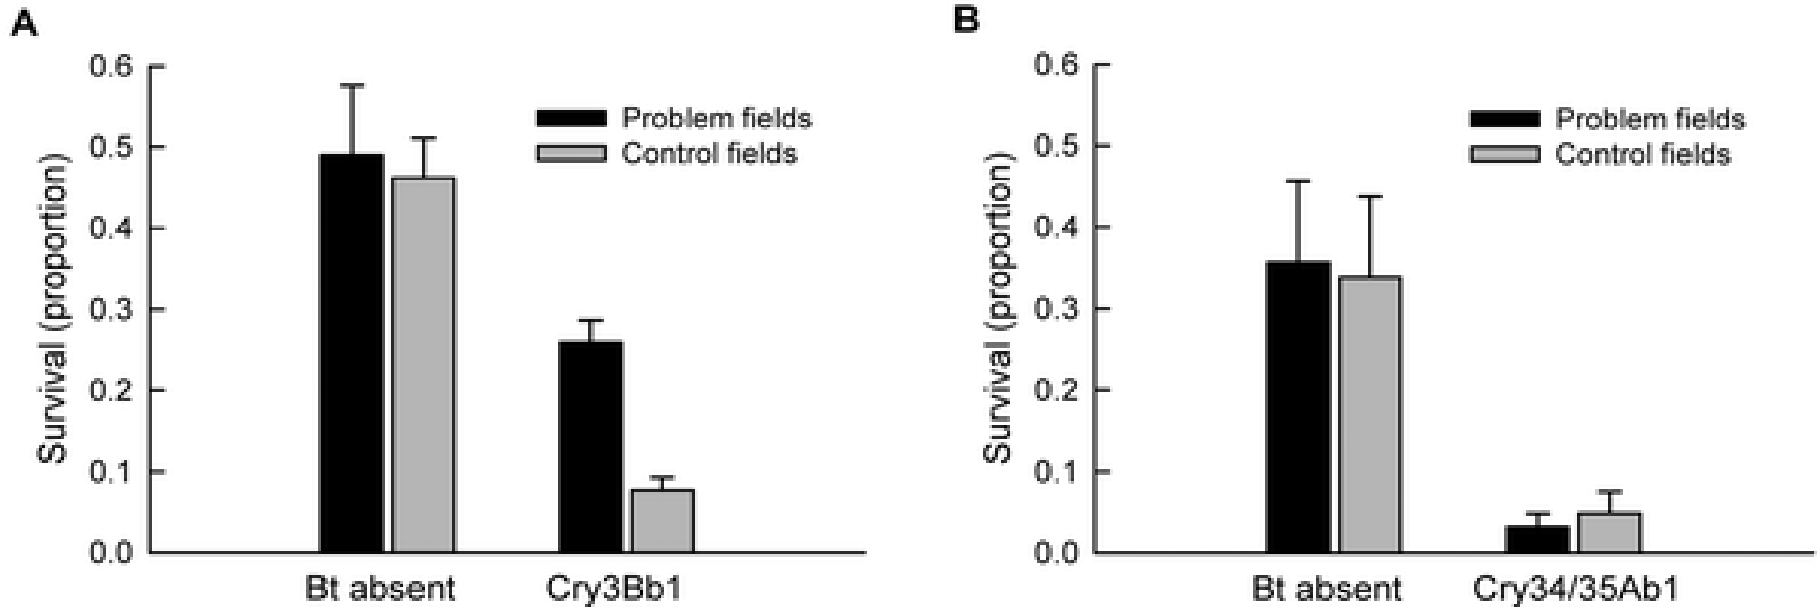 A
Survival (proportion)
0.6
0.5
0.4
0.3
0.2
0.1
0.0
Problem fields
Control fields
Bt absent
Cry3Bb1
B
Survival (proportion)
0.6
0.5
0.4
0.3
0.2
0.1
0.0
Problem fields
Control fields
Bt absent
Cry34/35Ab1